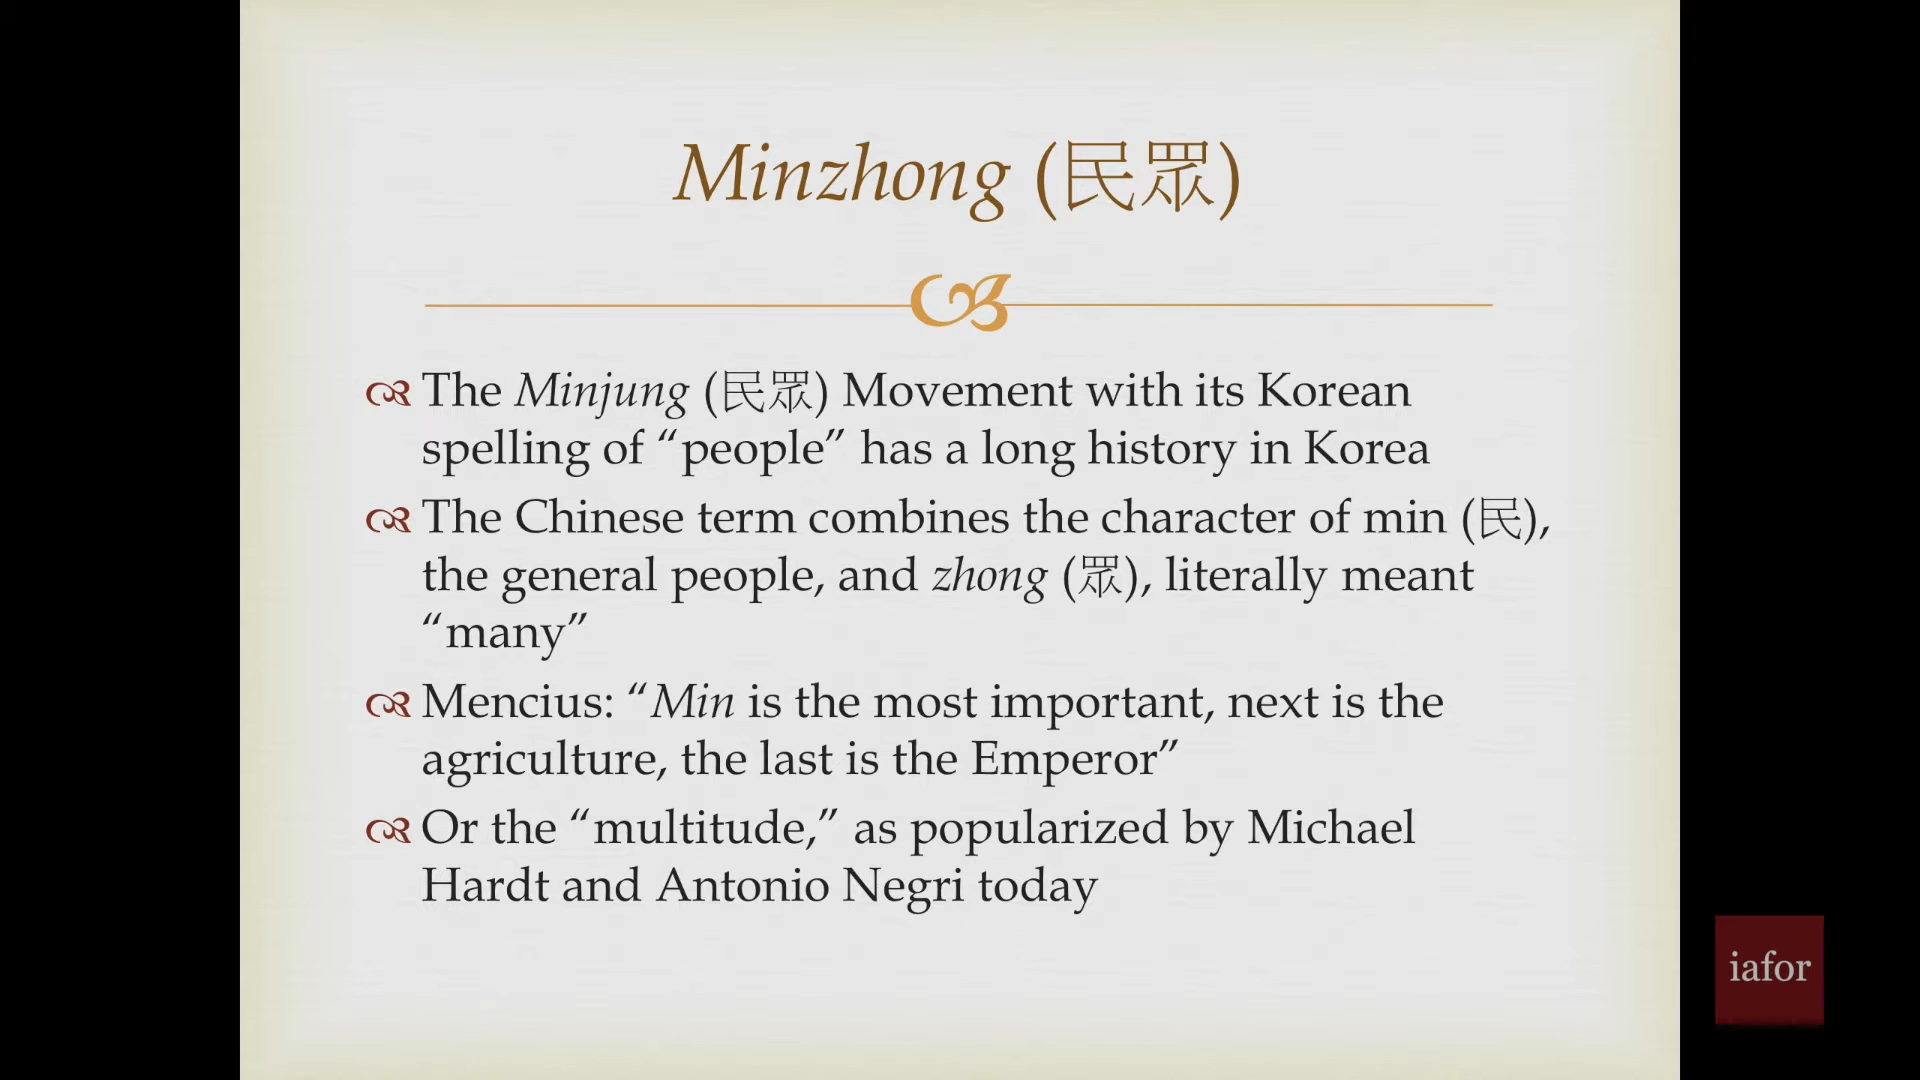 Minzhong (民眾)
The Minjung (民眾) Movement with its Korean
spelling of “people” has a long history in Korea
The Chinese term combines the character of min (民),
the general people, and zhong (眾), literally meant
“many”
Mencius: “Min is the most important, next is the
agriculture, the last is the Emperor”
Or the “multitude,” as popularized by Michael
Hardt and Antonio Negri today
iafor